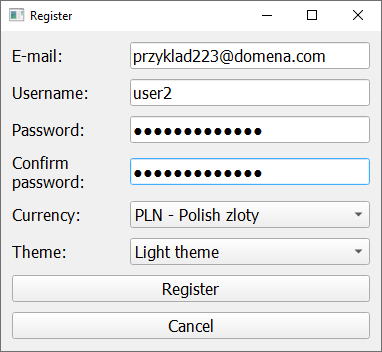 Register
E-mail: przyklad223@domena.com
Username: user2
Password: ●●●●●●●●●●●●●
Confirm
password: ●●●●●●●●●●●●●
Currency: PLN - Polish zloty
Theme: Light theme
Register
Cancel